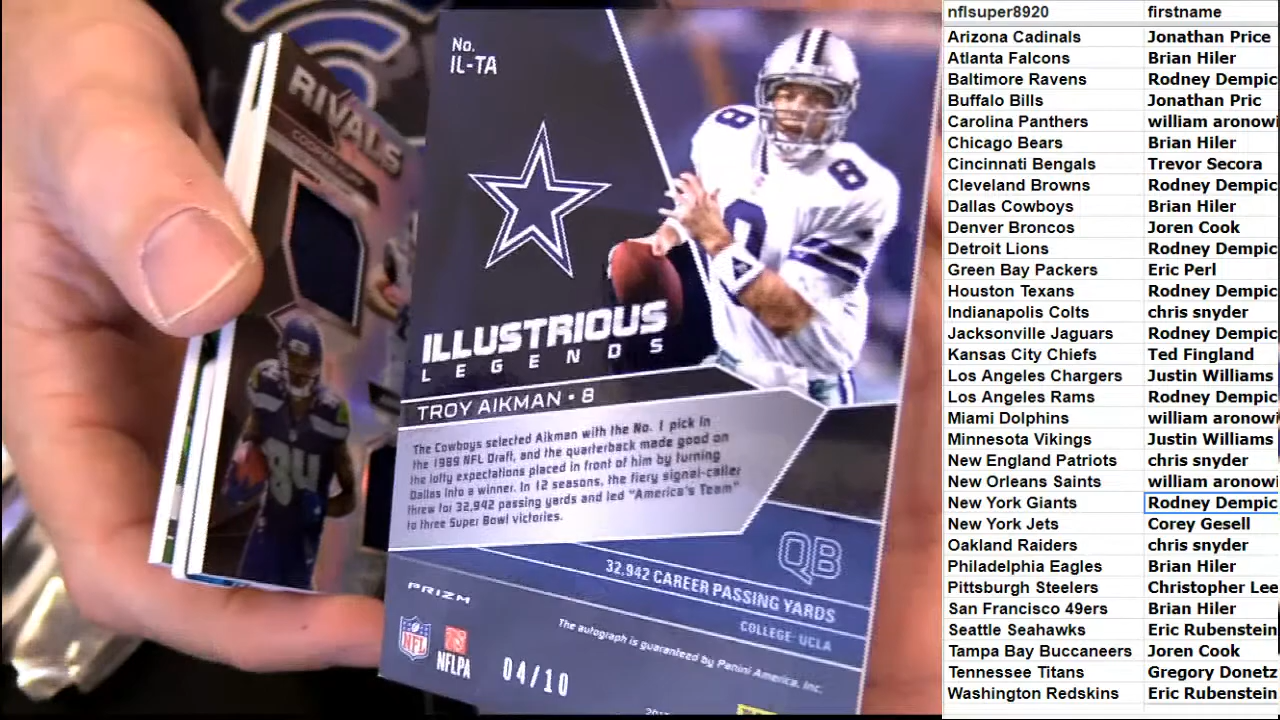 No.
IL-TA
RIVALS
ILLUSTRIOUS
LEGENDS
TROY AIKMAN • 8
The Cowboys selected Aikman with the No. 1 pick in
the 1989 NFL Draft, and the quarterback made good on
the lofty expectations placed in front of him by turning
Dallas into a winner. In 12 seasons, the fiery signal-caller
threw for 32,942 passing yards and led "America's Team"
to three Super Bowl victories.
QB
32,942 CAREER PASSING YARDS
COLLEGE: UCLA
PRIZM
The autograph is guaranteed by Panini America, Inc.
NFL
NFLPA
04/10
8
8
84
nflsuper8920 firstname
Arizona Cadinals Jonathan Price
Atlanta Falcons Brian Hiler
Baltimore Ravens Rodney Dempic
Buffalo Bills Jonathan Pric
Carolina Panthers william aronowi
Chicago Bears Brian Hiler
Cincinnati Bengals Trevor Secora
Cleveland Browns Rodney Dempic
Dallas Cowboys Brian Hiler
Denver Broncos Joren Cook
Detroit Lions Rodney Dempic
Green Bay Packers Eric Perl
Houston Texans Rodney Dempic
Indianapolis Colts chris snyder
Jacksonville Jaguars Rodney Dempic
Kansas City Chiefs Ted Fingland
Los Angeles Chargers Justin Williams
Los Angeles Rams Rodney Dempic
Miami Dolphins william aronowi
Minnesota Vikings Justin Williams
New England Patriots chris snyder
New Orleans Saints william aronowi
New York Giants Rodney Dempic
New York Jets Corey Gesell
Oakland Raiders chris snyder
Philadelphia Eagles Brian Hiler
Pittsburgh Steelers Christopher Lee
San Francisco 49ers Brian Hiler
Seattle Seahawks Eric Rubenstein
Tampa Bay Buccaneers Joren Cook
Tennessee Titans Gregory Donetz
Washington Redskins Eric Rubenstein